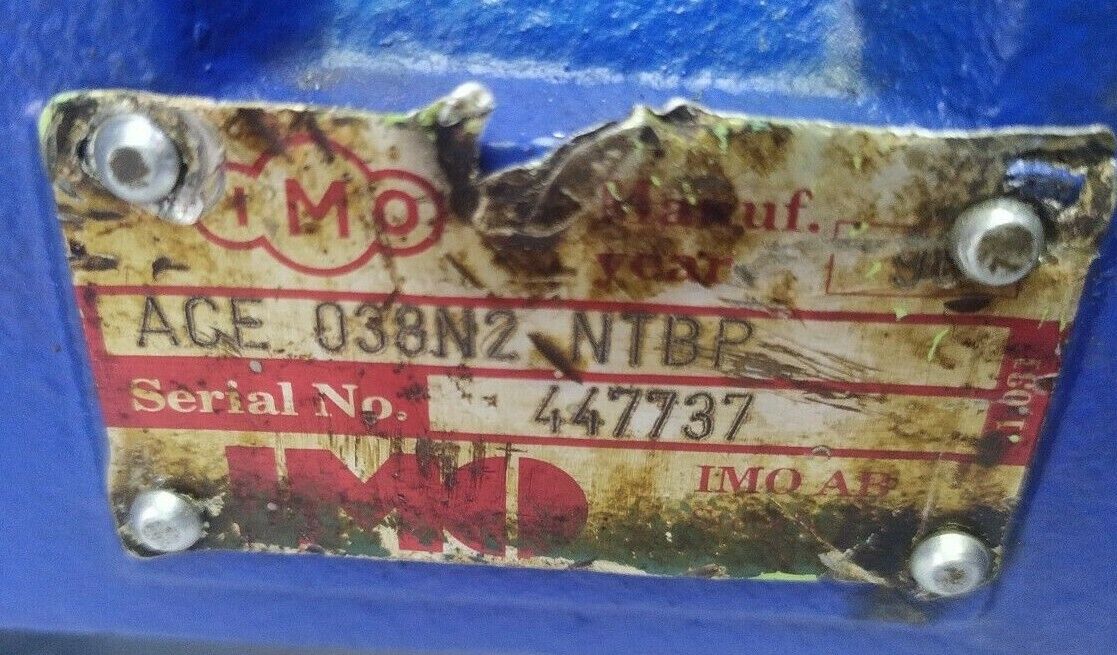 IMO
Manuf.
year
ACE 038N2 NTBP
Serial No. 447737
IMO
IMO AB